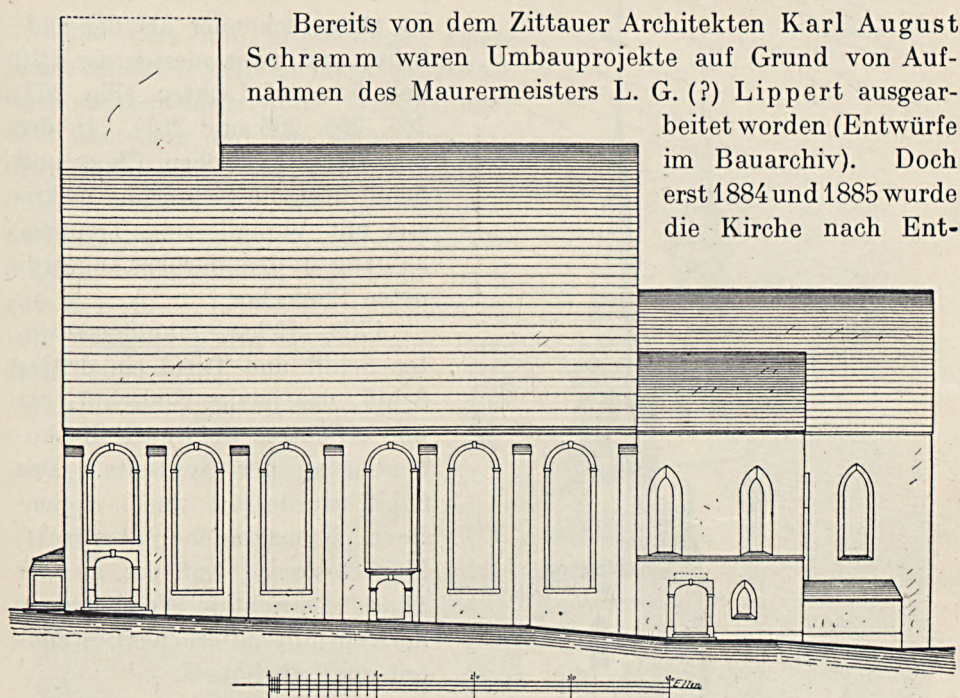 Bereits von dem Zittauer Architekten Karl August
Schramm waren Umbauprojekte auf Grund von Auf-
nahmen des Maurermeisters L. G. (?) Lippert ausgear-
beitet worden (Entwürfe
im Bauarchiv). Doch
erst 1884 und 1885 wurde
die Kirche nach Ent-
Ellen